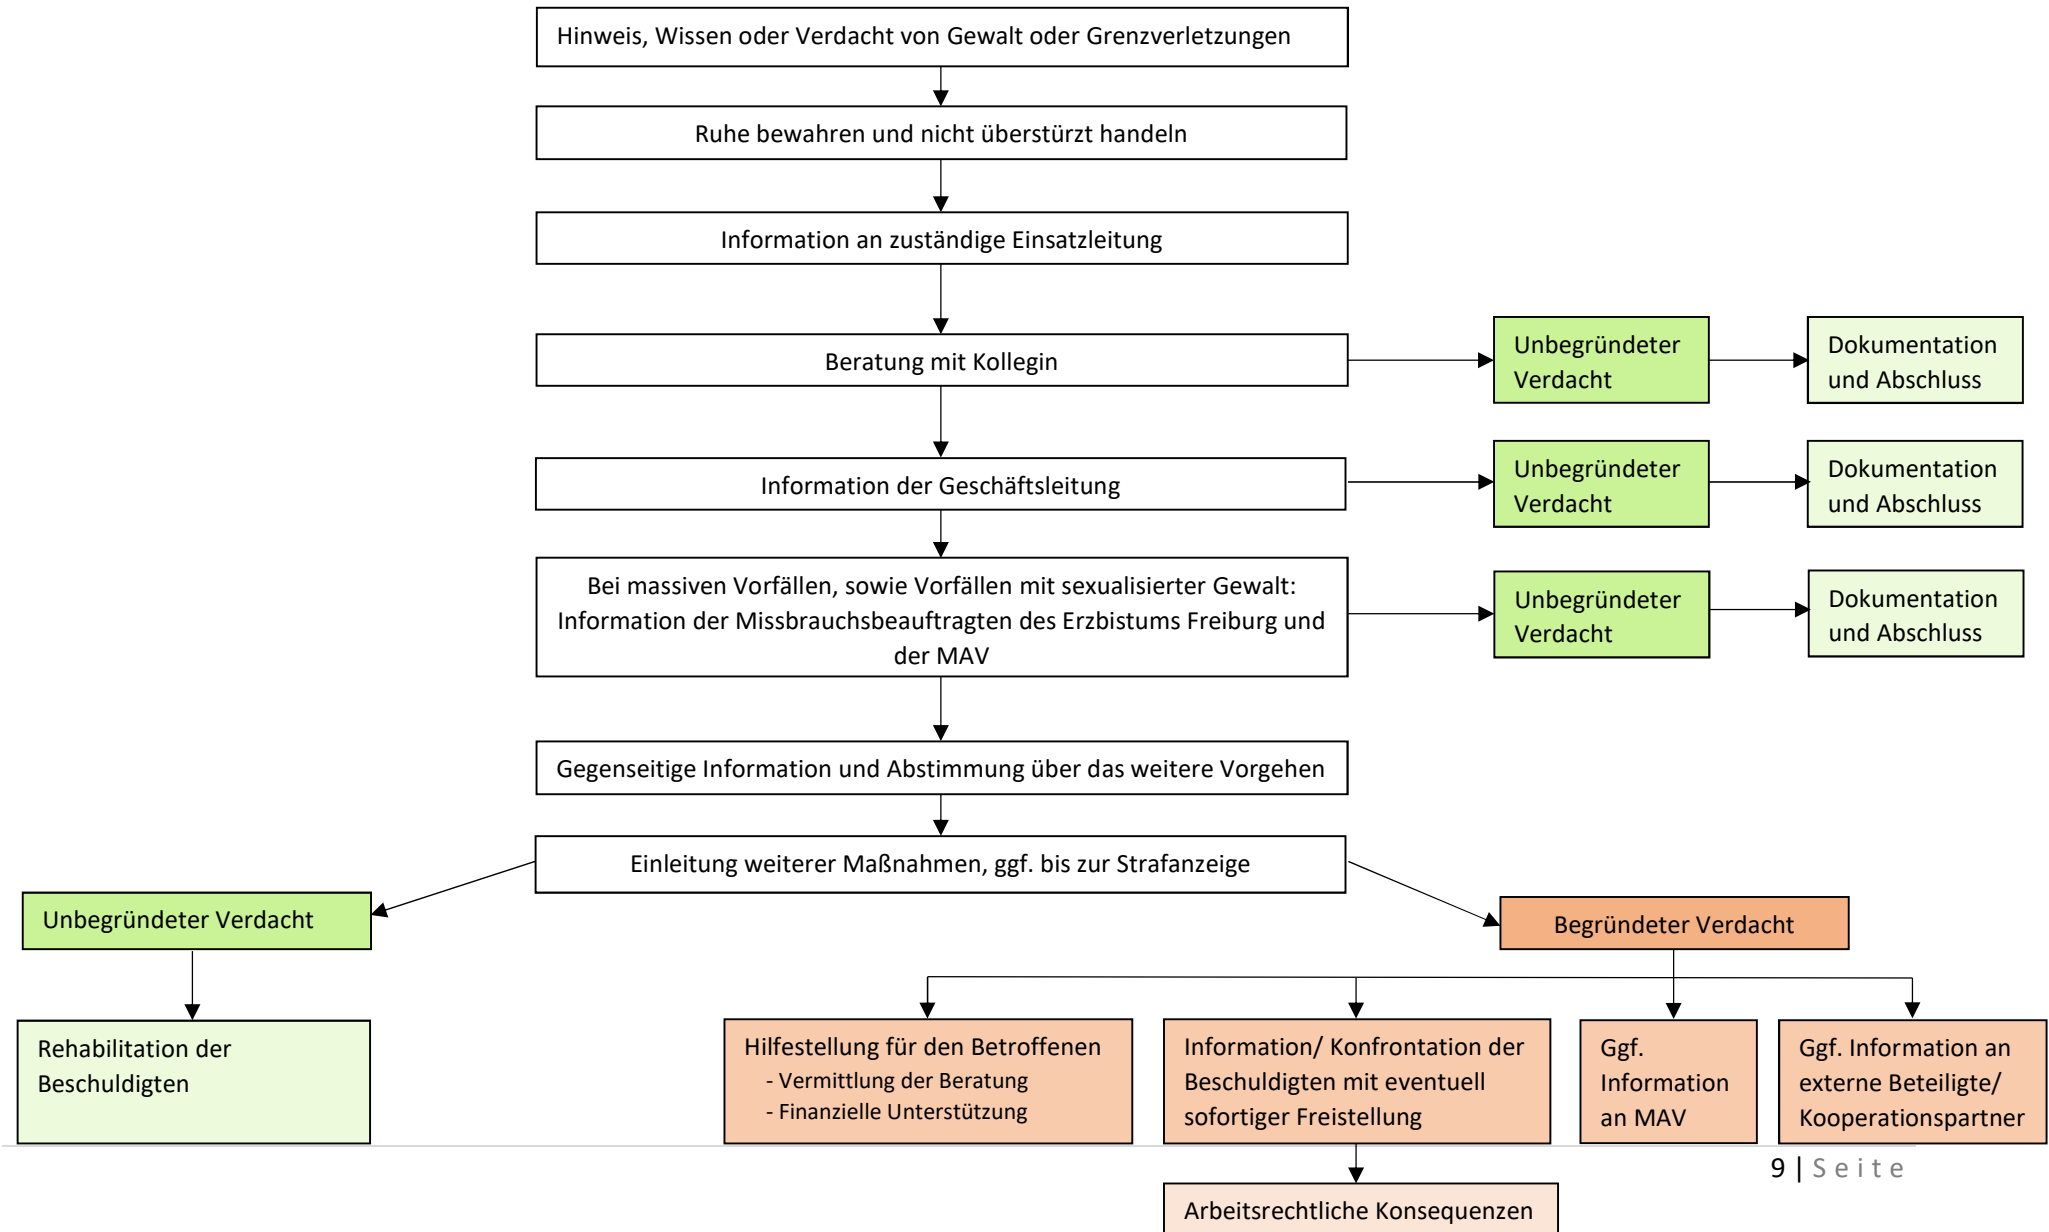 Hinweis, Wissen oder Verdacht von Gewalt oder Grenzverletzungen
Ruhe bewahren und nicht überstürzt handeln
Information an zuständige Einsatzleitung
Beratung mit Kollegin
Unbegründeter
Verdacht
Dokumentation
und Abschluss
Information der Geschäftsleitung
Unbegründeter
Verdacht
Dokumentation
und Abschluss
Bei massiven Vorfällen, sowie Vorfällen mit sexualisierter Gewalt:
Information der Missbrauchsbeauftragten des Erzbistums Freiburg und
der MAV
Unbegründeter
Verdacht
Dokumentation
und Abschluss
Gegenseitige Information und Abstimmung über das weitere Vorgehen
Einleitung weiterer Maßnahmen, ggf. bis zur Strafanzeige
Unbegründeter Verdacht
Begründeter Verdacht
Rehabilitation der
Beschuldigten
Hilfestellung für den Betroffenen
- Vermittlung der Beratung
- Finanzielle Unterstützung
Information/ Konfrontation der
Beschuldigten mit eventuell
sofortiger Freistellung
Ggf.
Information
an MAV
Ggf. Information an
externe Beteiligte/
Kooperationspartner
9 | Seite
Arbeitsrechtliche Konsequenzen